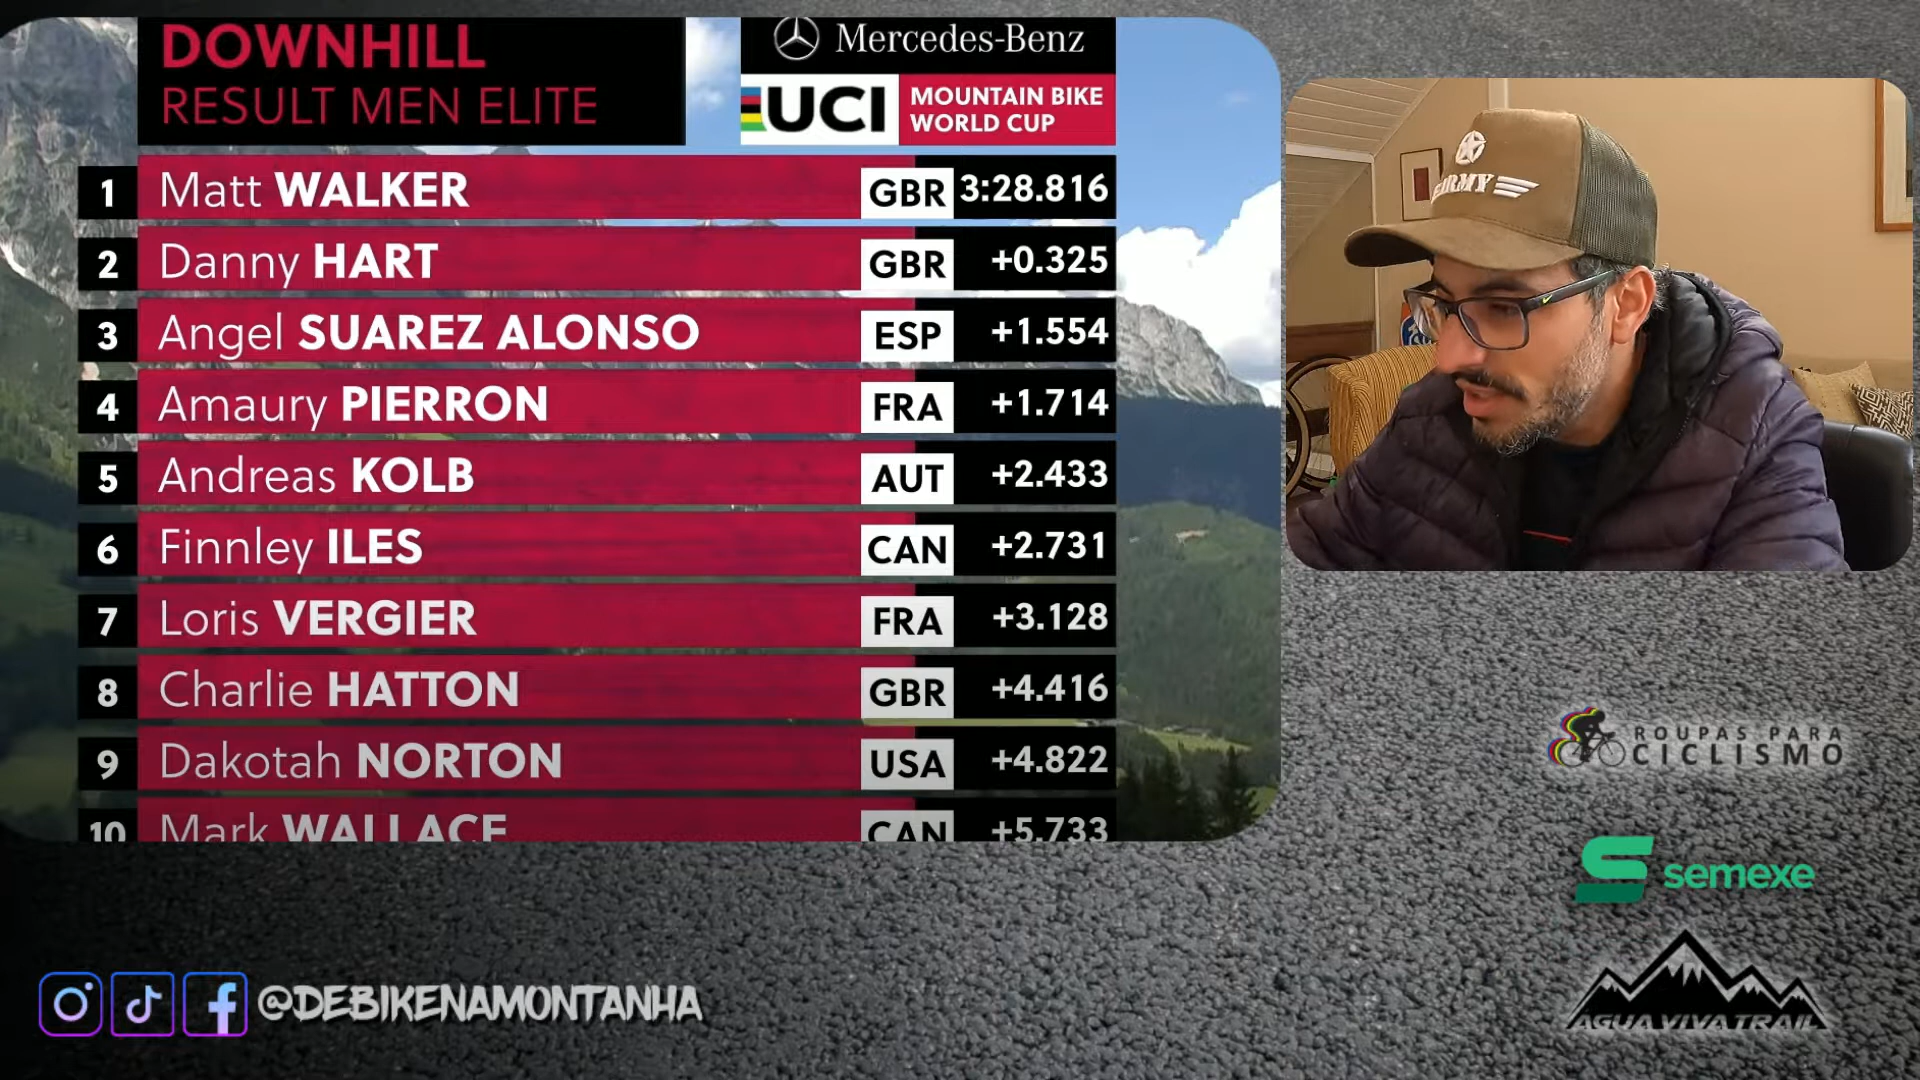 DOWNHILL
RESULT MEN ELITE
Mercedes-Benz
UCI MOUNTAIN BIKE
WORLD CUP
1 Matt WALKER GBR 3:28.816
2 Danny HART GBR +0.325
3 Angel SUAREZ ALONSO ESP +1.554
4 Amaury PIERRON FRA +1.714
5 Andreas KOLB AUT +2.433
6 Finnley ILES CAN +2.731
7 Loris VERGIER FRA +3.128
8 Charlie HATTON GBR +4.416
9 Dakotah NORTON USA +4.822
10 Mark WALLACE CAN +5.733
ROUPAS PARA
CICLISMO
semexe
AGUA VIVA TRAIL
@DEBIKENAMONTANHA